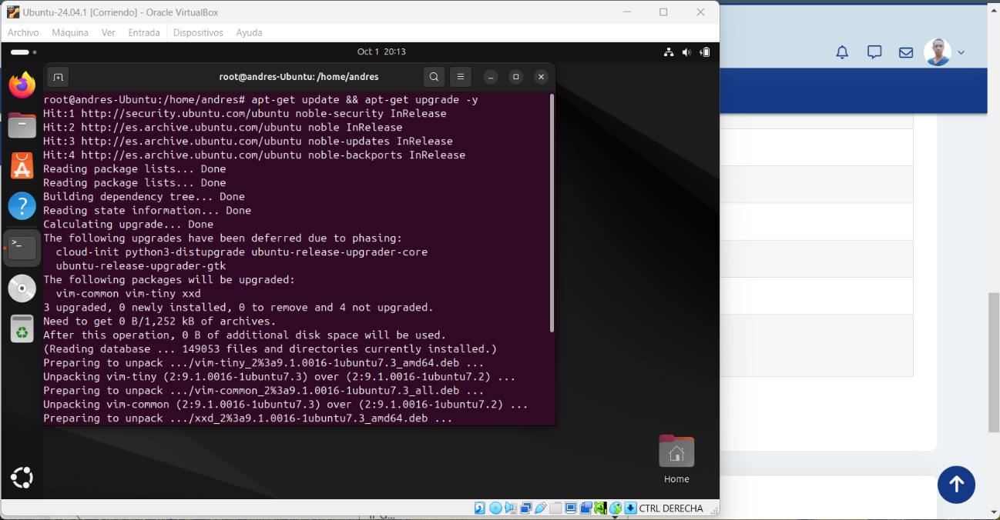 Ubuntu-24.04.1 [Corriendo] - Oracle VirtualBox
Archivo Máquina Ver Entrada Dispositivos Ayuda
Oct 1 20:13
root@andres-Ubuntu: /home/andres
root@andres-Ubuntu:/home/andres# apt-get update && apt-get upgrade -y
Hit:1 http://security.ubuntu.com/ubuntu noble-security InRelease
Hit:2 http://es.archive.ubuntu.com/ubuntu noble InRelease
Hit:3 http://es.archive.ubuntu.com/ubuntu noble-updates InRelease
Hit:4 http://es.archive.ubuntu.com/ubuntu noble-backports InRelease
Reading package lists... Done
Reading package lists... Done
Building dependency tree... Done
Reading state information... Done
Calculating upgrade... Done
The following upgrades have been deferred due to phasing:
  cloud-init python3-distupgrade ubuntu-release-upgrader-core
  ubuntu-release-upgrader-gtk
The following packages will be upgraded:
  vim-common vim-tiny xxd
3 upgraded, 0 newly installed, 0 to remove and 4 not upgraded.
Need to get 0 B/1,252 kB of archives.
After this operation, 0 B of additional disk space will be used.
(Reading database ... 149053 files and directories currently installed.)
Preparing to unpack .../vim-tiny_2%3a9.1.0016-1ubuntu7.3_amd64.deb ...
Unpacking vim-tiny (2:9.1.0016-1ubuntu7.3) over (2:9.1.0016-1ubuntu7.2) ...
Preparing to unpack .../vim-common_2%3a9.1.0016-1ubuntu7.3_all.deb ...
Unpacking vim-common (2:9.1.0016-1ubuntu7.3) over (2:9.1.0016-1ubuntu7.2) ...
Preparing to unpack .../xxd_2%3a9.1.0016-1ubuntu7.3_amd64.deb ...
Home
CTRL DERECHA